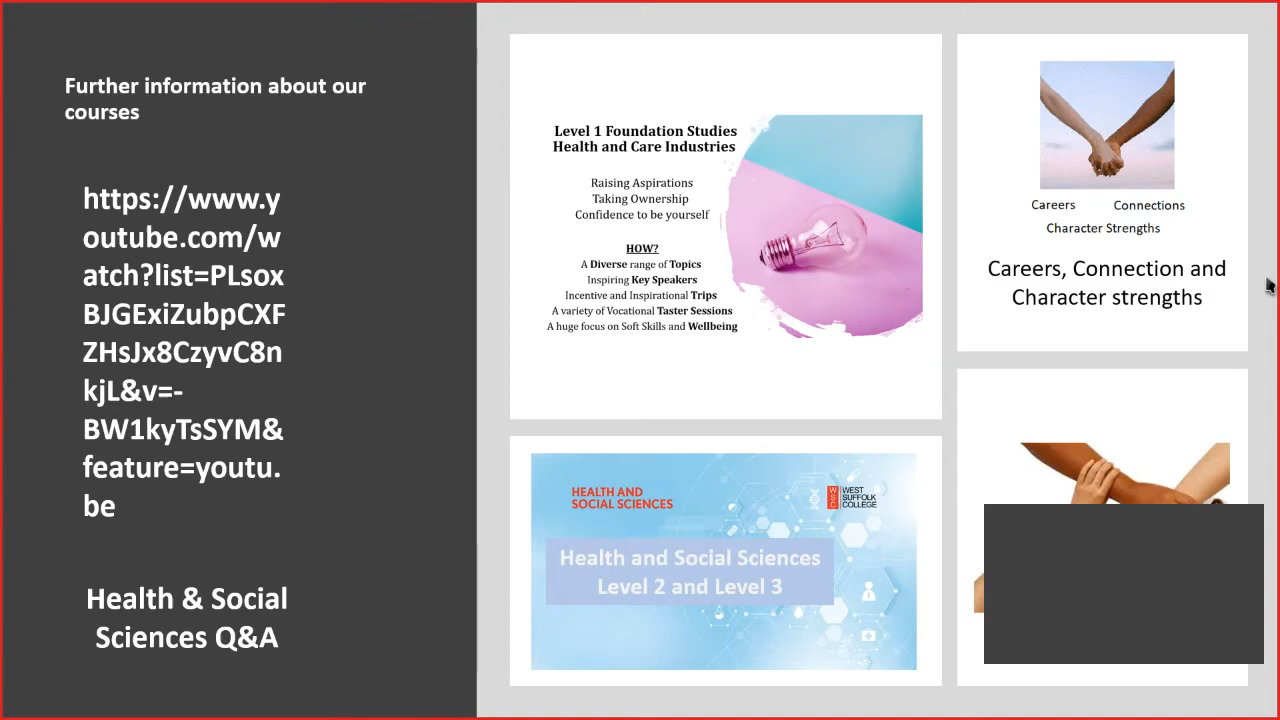 Further information about our
courses
https://www.y
outube.com/w
atch?list=PLsox
BJGExiZubpCXF
ZHsJx8CzyvC8n
kjL&v=-
BW1kyTsSYM&
feature=youtu.
be
Health & Social
Sciences Q&A
Level 1 Foundation Studies
Health and Care Industries
Raising Aspirations
Taking Ownership
Confidence to be yourself
HOW?
A Diverse range of Topics
Inspiring Key Speakers
Incentive and Inspirational Trips
A variety of Vocational Taster Sessions
A huge focus on Soft Skills and Wellbeing
HEALTH AND
SOCIAL SCIENCES
WSC
WEST
SUFFOLK
COLLEGE
Health and Social Sciences
Level 2 and Level 3
Careers Connections
Character Strengths
Careers, Connection and
Character strengths